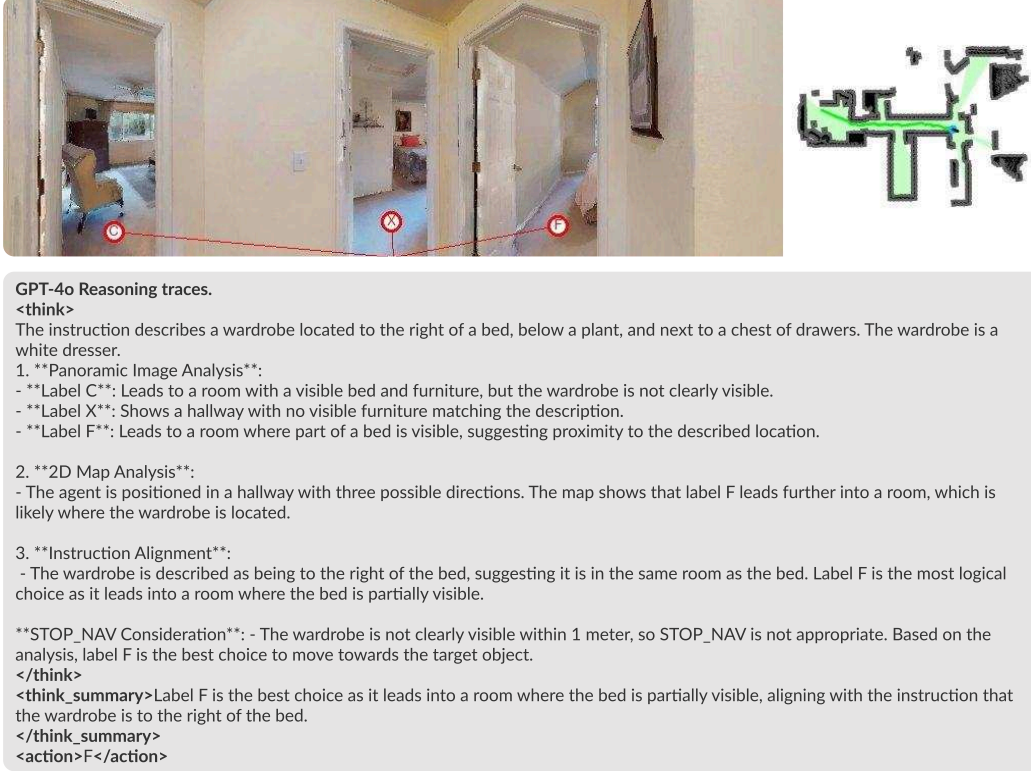 C
X
F
GPT-4o Reasoning traces.
<think>
The instruction describes a wardrobe located to the right of a bed, below a plant, and next to a chest of drawers. The wardrobe is a
white dresser.
1. **Panoramic Image Analysis**:
- **Label C**: Leads to a room with a visible bed and furniture, but the wardrobe is not clearly visible.
- **Label X**: Shows a hallway with no visible furniture matching the description.
- **Label F**: Leads to a room where part of a bed is visible, suggesting proximity to the described location.
2. **2D Map Analysis**:
- The agent is positioned in a hallway with three possible directions. The map shows that label F leads further into a room, which is
likely where the wardrobe is located.
3. **Instruction Alignment**:
- The wardrobe is described as being to the right of the bed, suggesting it is in the same room as the bed. Label F is the most logical
choice as it leads into a room where the bed is partially visible.
**STOP_NAV Consideration**: - The wardrobe is not clearly visible within 1 meter, so STOP_NAV is not appropriate. Based on the
analysis, label F is the best choice to move towards the target object.
</think>
<think_summary>Label F is the best choice as it leads into a room where the bed is partially visible, aligning with the instruction that
the wardrobe is to the right of the bed.
</think_summary>
<action>F</action>